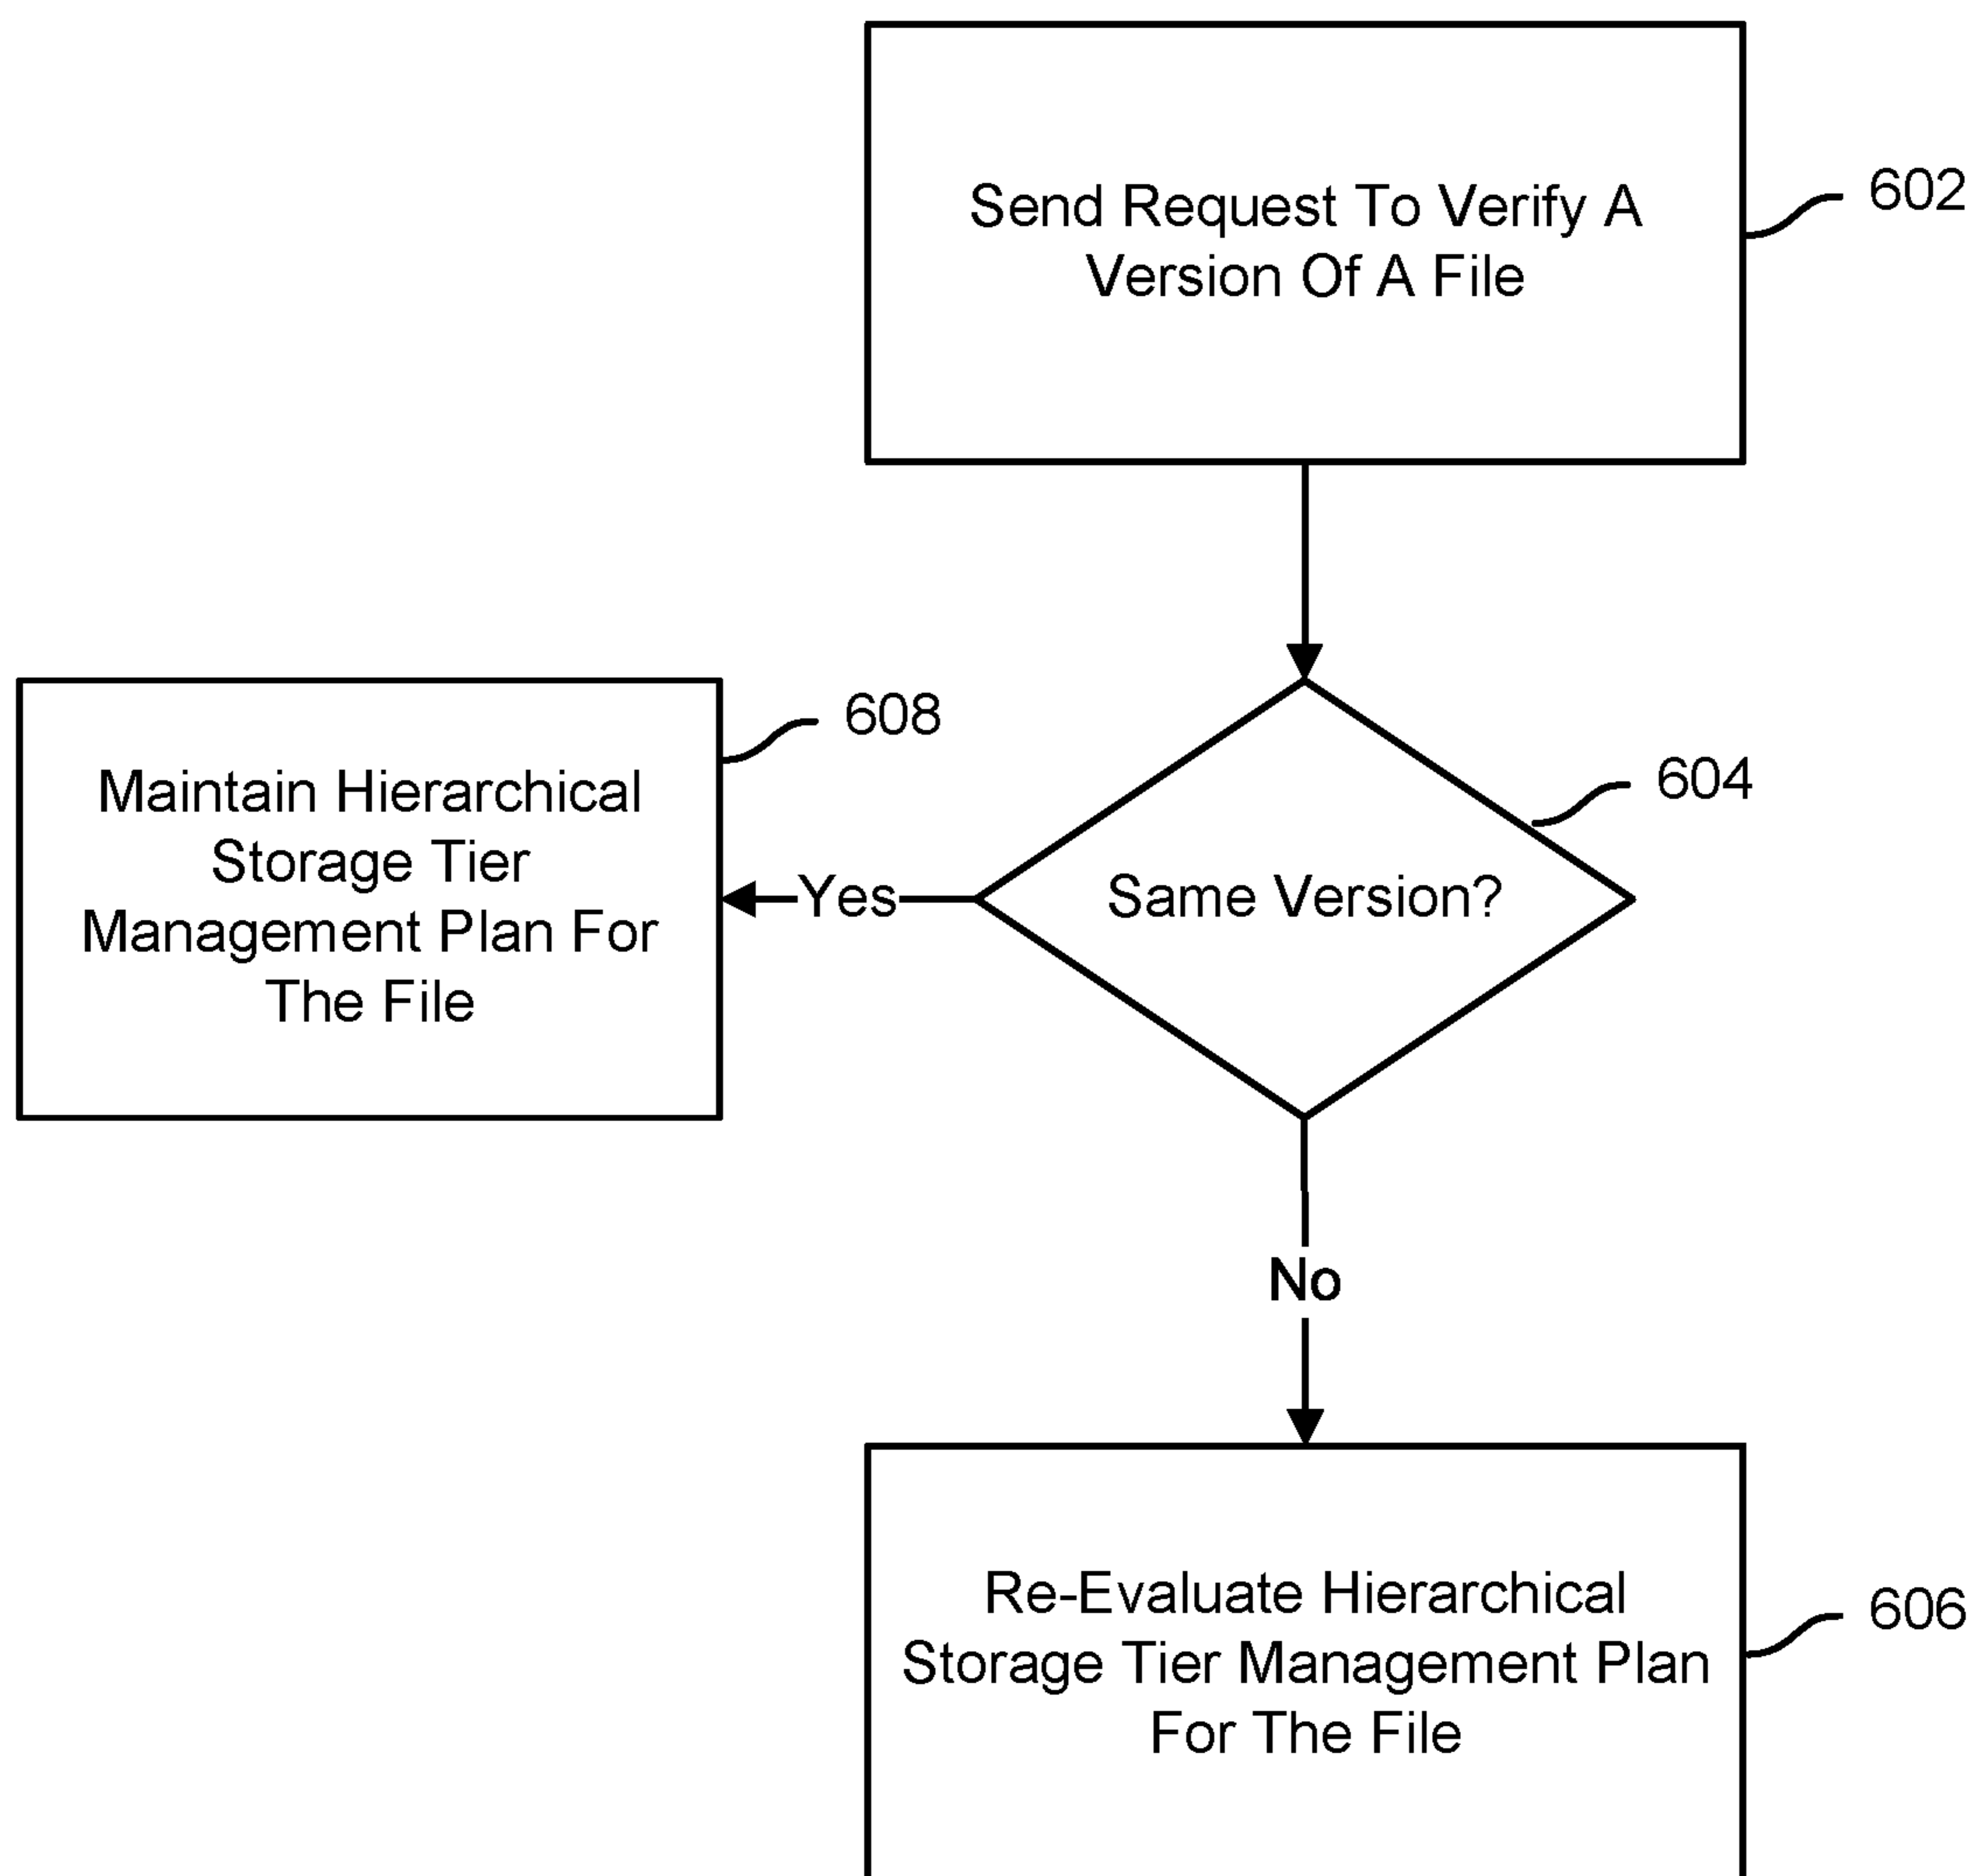 Send Request To Verify A
Version Of A File
602
608
Maintain Hierarchical
Storage Tier
Management Plan For
The File
604
Yes
Same Version?
No
Re-Evaluate Hierarchical
Storage Tier Management Plan
For The File
606